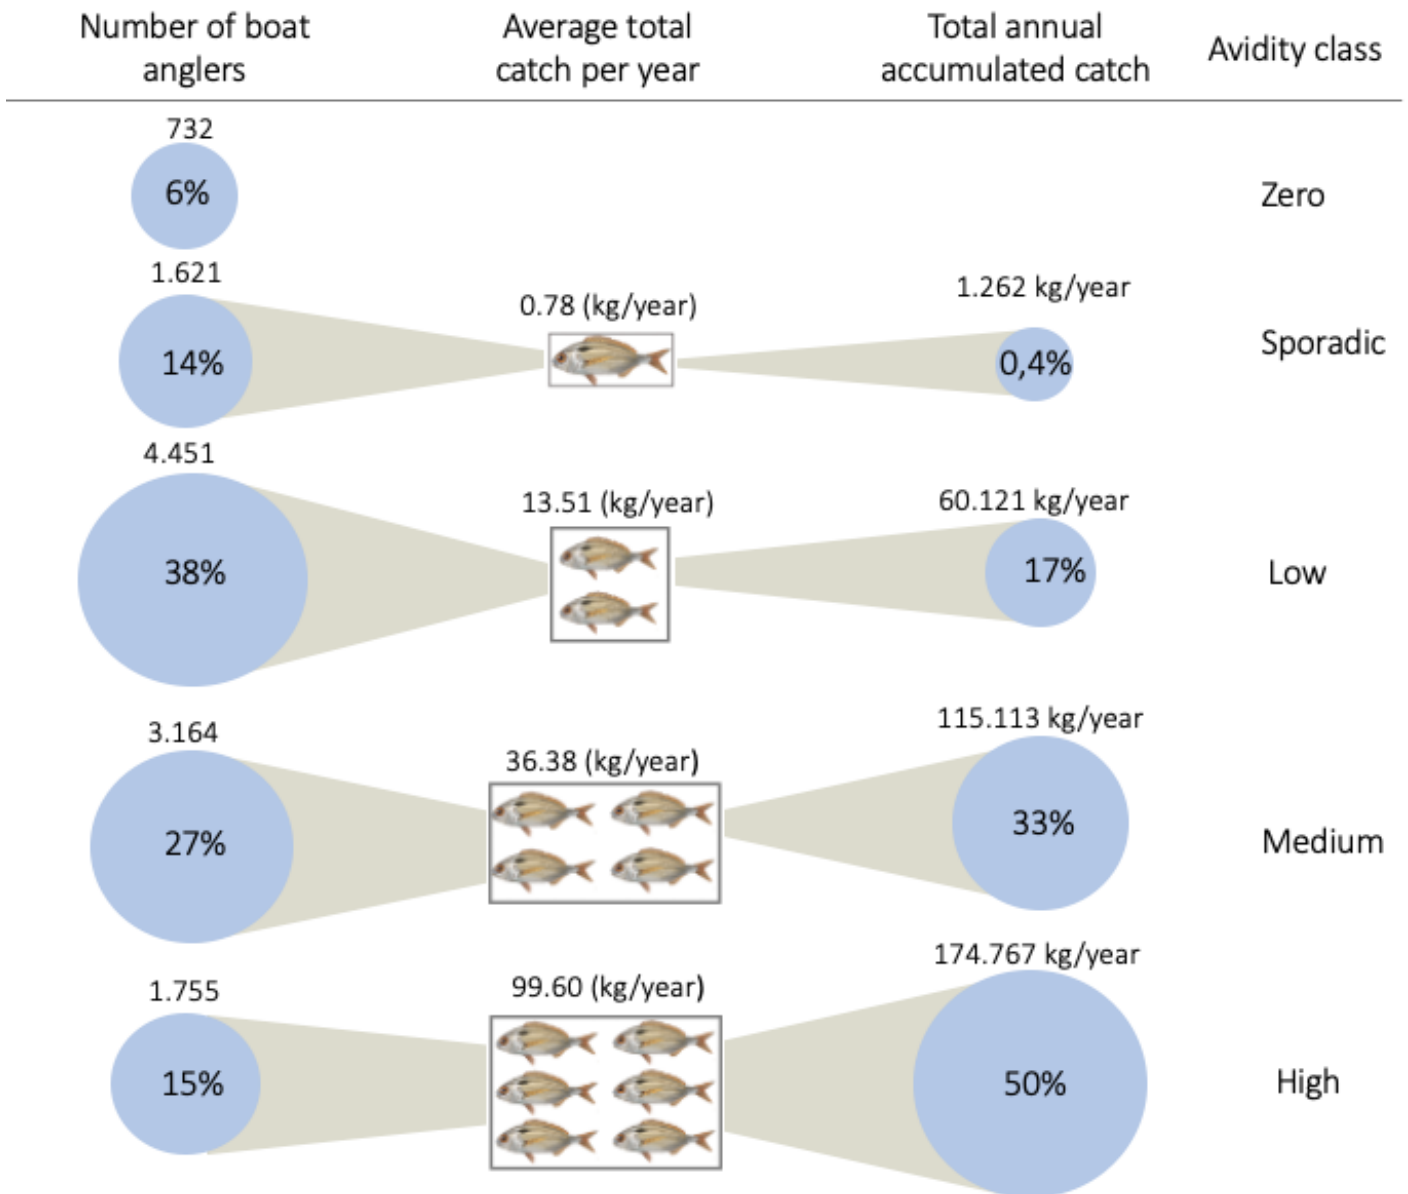 Number of boat
anglers
Average total
catch per year
Total annual
accumulated catch
Avidity class
732
6%
Zero
1.621
14%
0.78 (kg/year)
1.262 kg/year
0,4%
Sporadic
4.451
38%
13.51 (kg/year)
60.121 kg/year
17%
Low
3.164
27%
36.38 (kg/year)
115.113 kg/year
33%
Medium
1.755
15%
99.60 (kg/year)
174.767 kg/year
50%
High